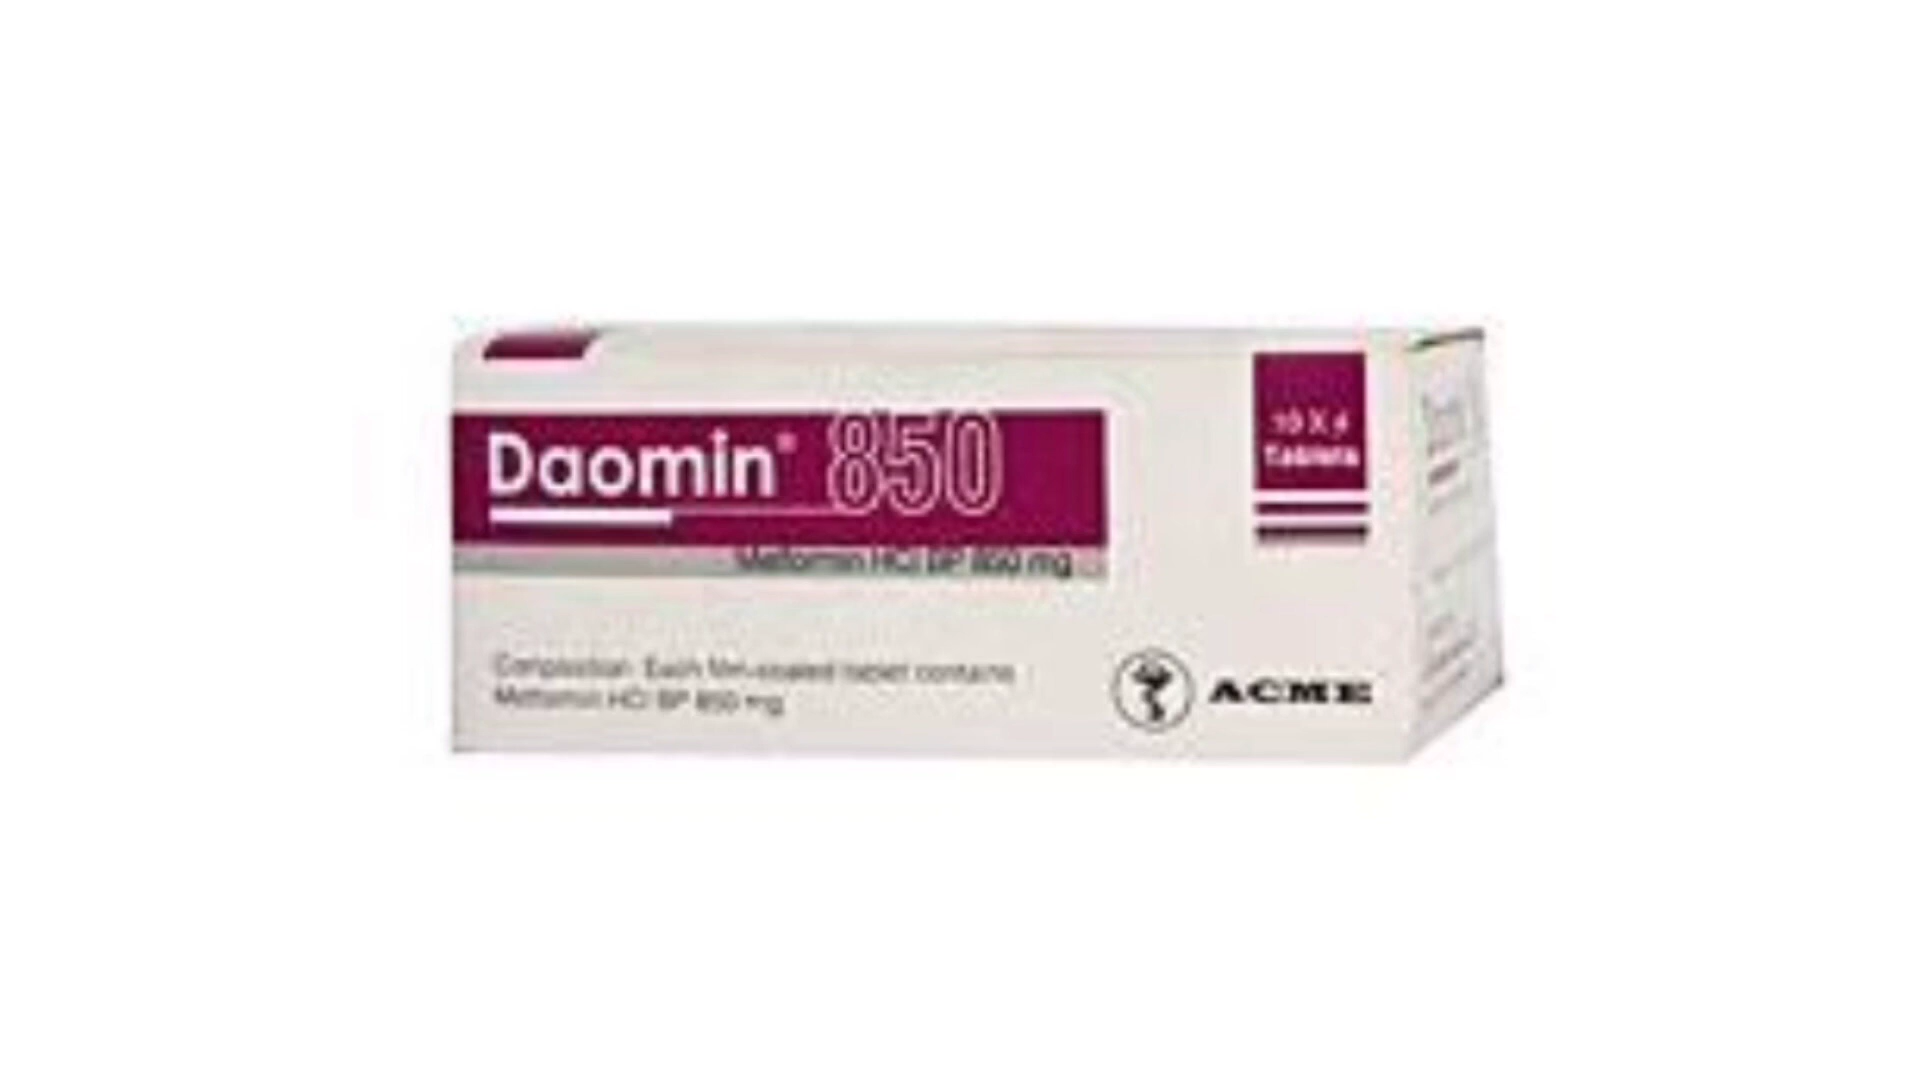 Daomin® 850
Metformin HCl BP 850 mg
10 X 4
Tablets
Composition: Each film-coated tablet contains
Metformin HCl BP 850 mg
ACME